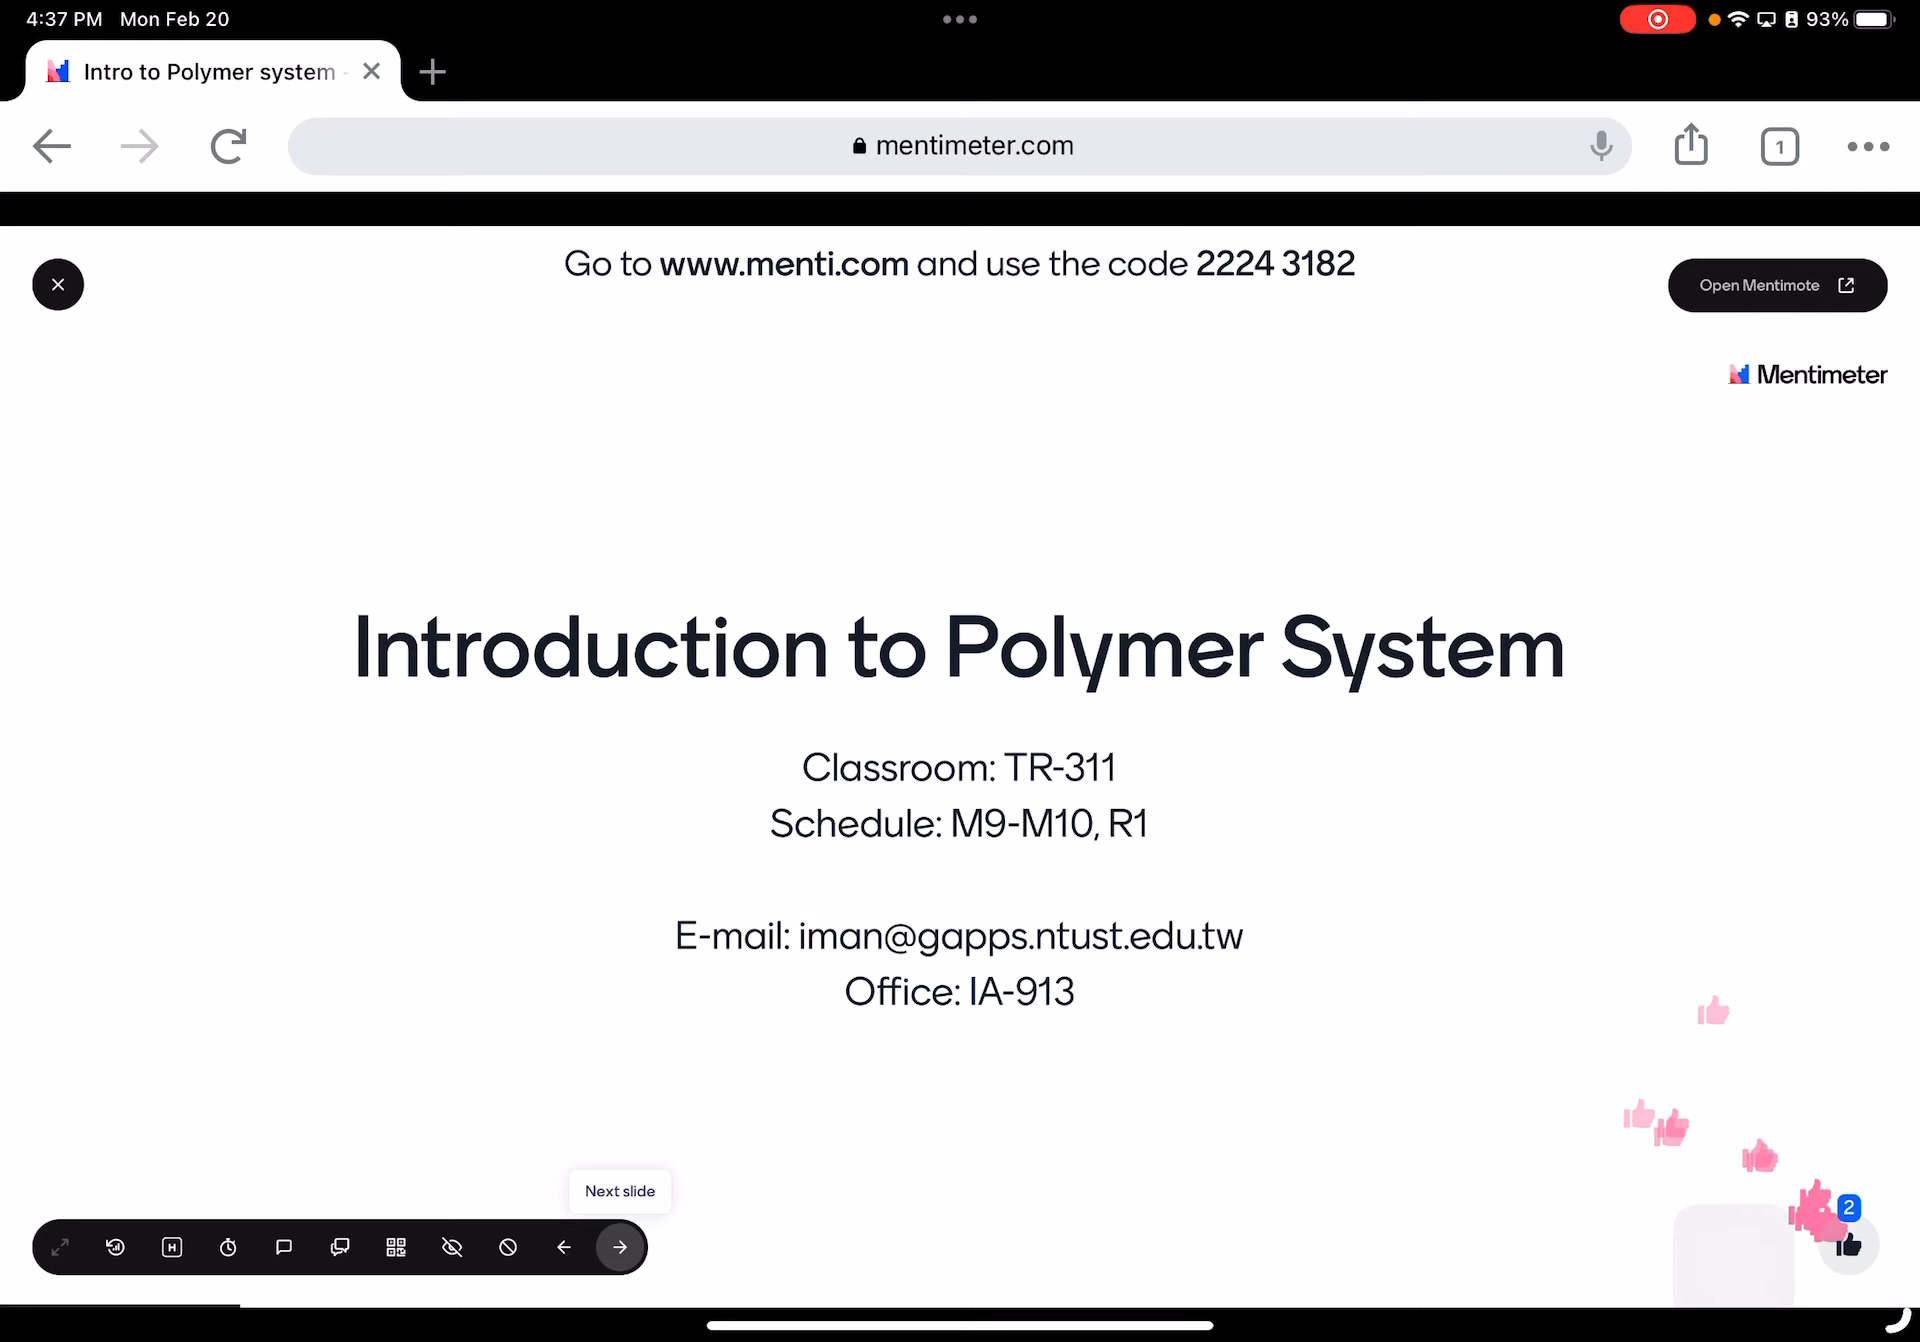 4:37 PM Mon Feb 20
93%
Intro to Polymer system -
mentimeter.com
1
Go to www.menti.com and use the code 2224 3182
Open Mentimote
Mentimeter
Introduction to Polymer System
Classroom: TR-311
Schedule: M9-M10, R1
E-mail: iman@gapps.ntust.edu.tw
Office: IA-913
Next slide
2
H